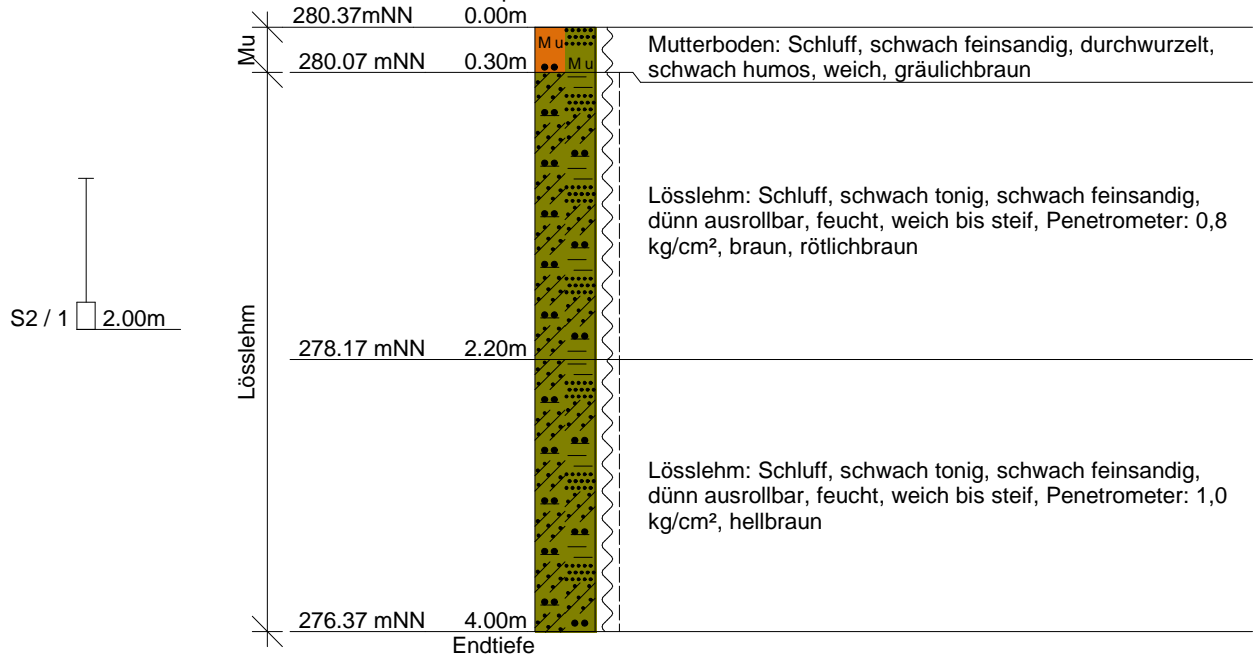 280.37mNN 0.00m
Mu
Mu
Mu
280.07 mNN 0.30m
Mutterboden: Schluff, schwach feinsandig, durchwurzelt,
schwach humos, weich, gräulichbraun
Lösslehm: Schluff, schwach tonig, schwach feinsandig,
dünn ausrollbar, feucht, weich bis steif, Penetrometer: 0,8
kg/cm², braun, rötlichbraun
S2 / 1 2.00m
Lösslehm
278.17 mNN 2.20m
Lösslehm: Schluff, schwach tonig, schwach feinsandig,
dünn ausrollbar, feucht, weich bis steif, Penetrometer: 1,0
kg/cm², hellbraun
276.37 mNN 4.00m
Endtiefe